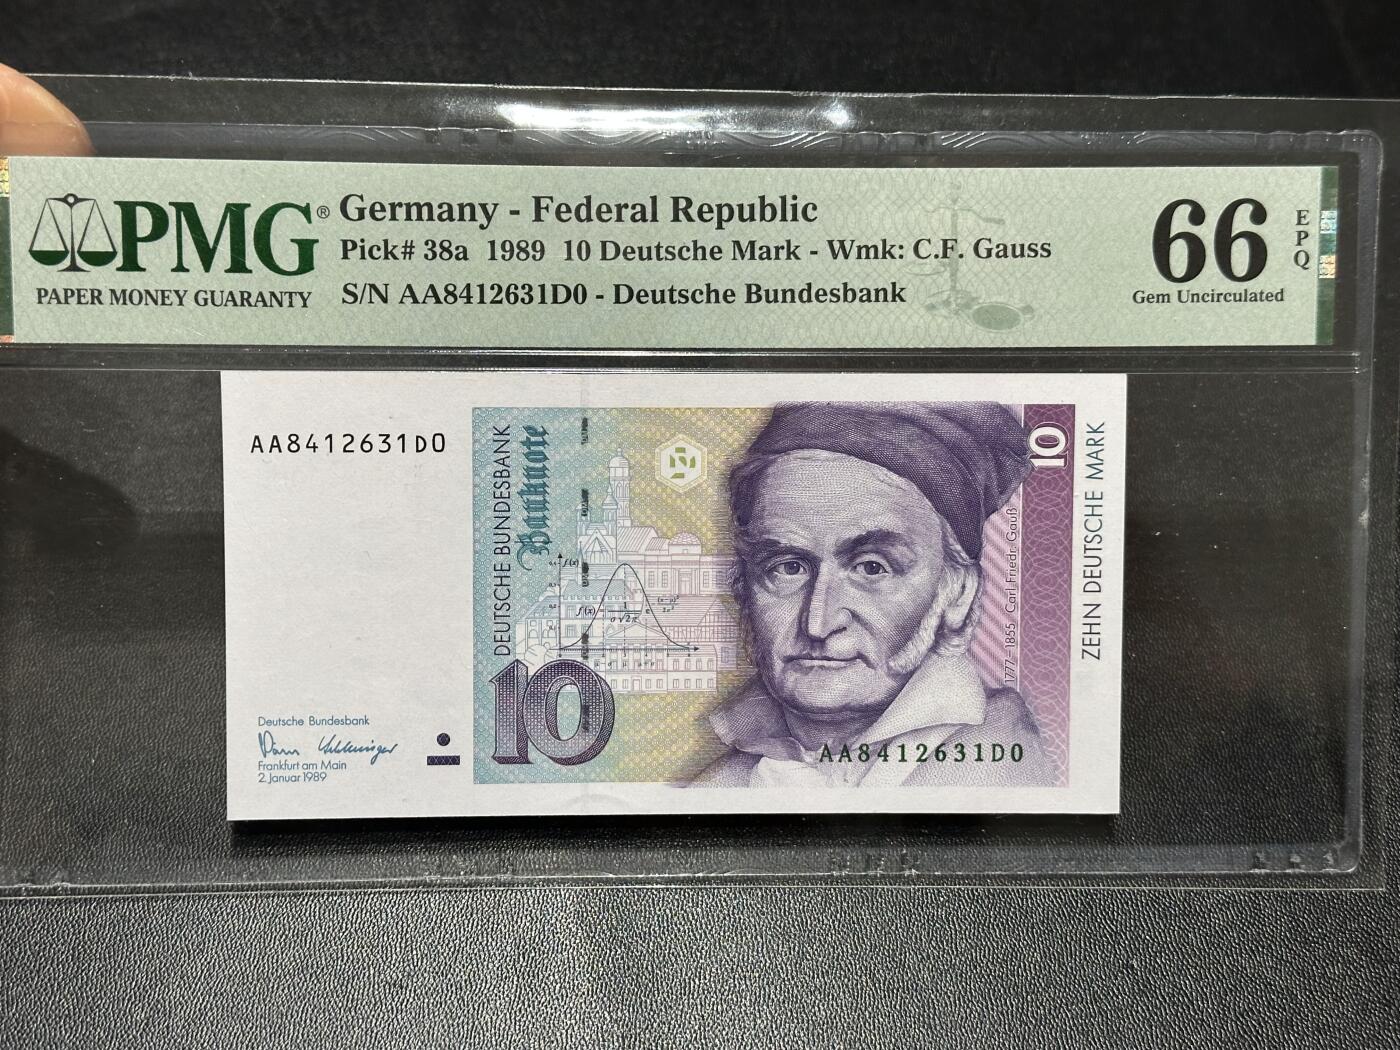 PMG®
PAPER MONEY GUARANTY
Germany - Federal Republic
Pick# 38a 1989 10 Deutsche Mark - Wmk: C.F. Gauss
S/N AA8412631D0 - Deutsche Bundesbank
66
EPQ
Gem Uncirculated
AA8412631D0
DEUTSCHE BUNDESBANK
Banknote
10
f(x)
10
ZEHN DEUTSCHE MARK
1777–1855 Carl Friedr. Gauß
AA8412631D0
Deutsche Bundesbank
Frankfurt am Main
2. Januar 1989